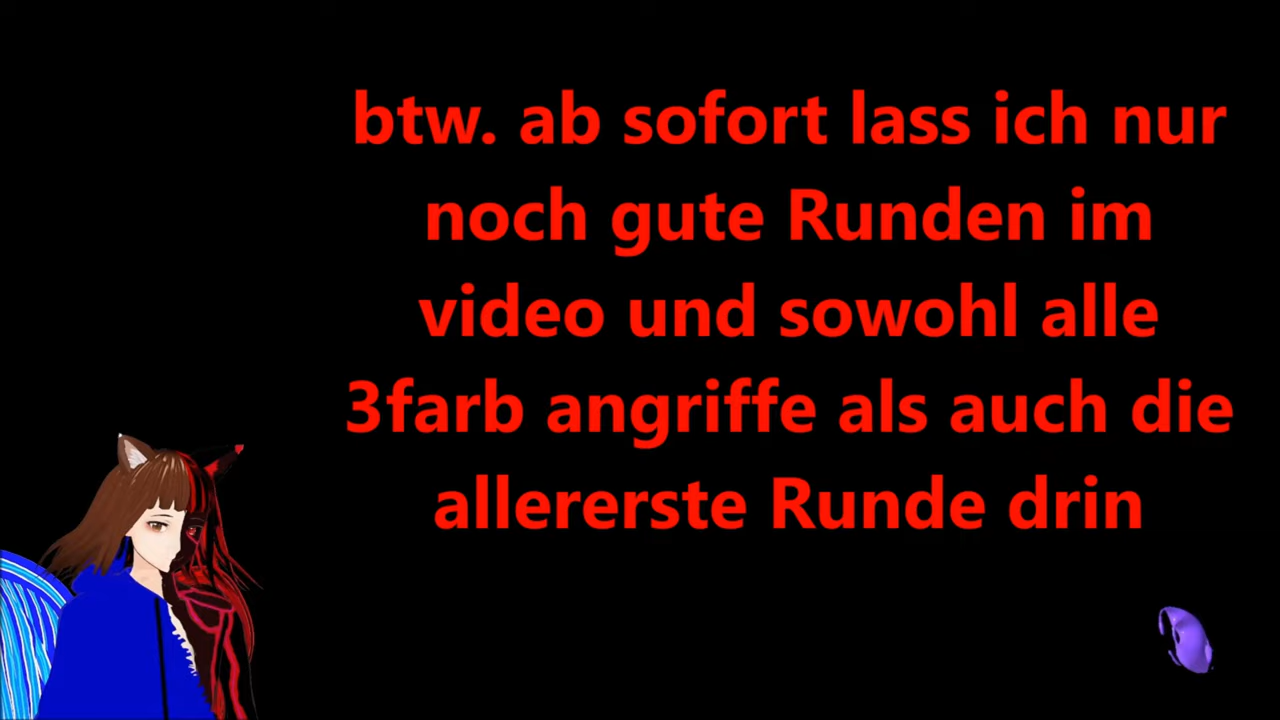 btw. ab sofort lass ich nur
noch gute Runden im
video und sowohl alle
3farb angriffe als auch die
allererste Runde drin